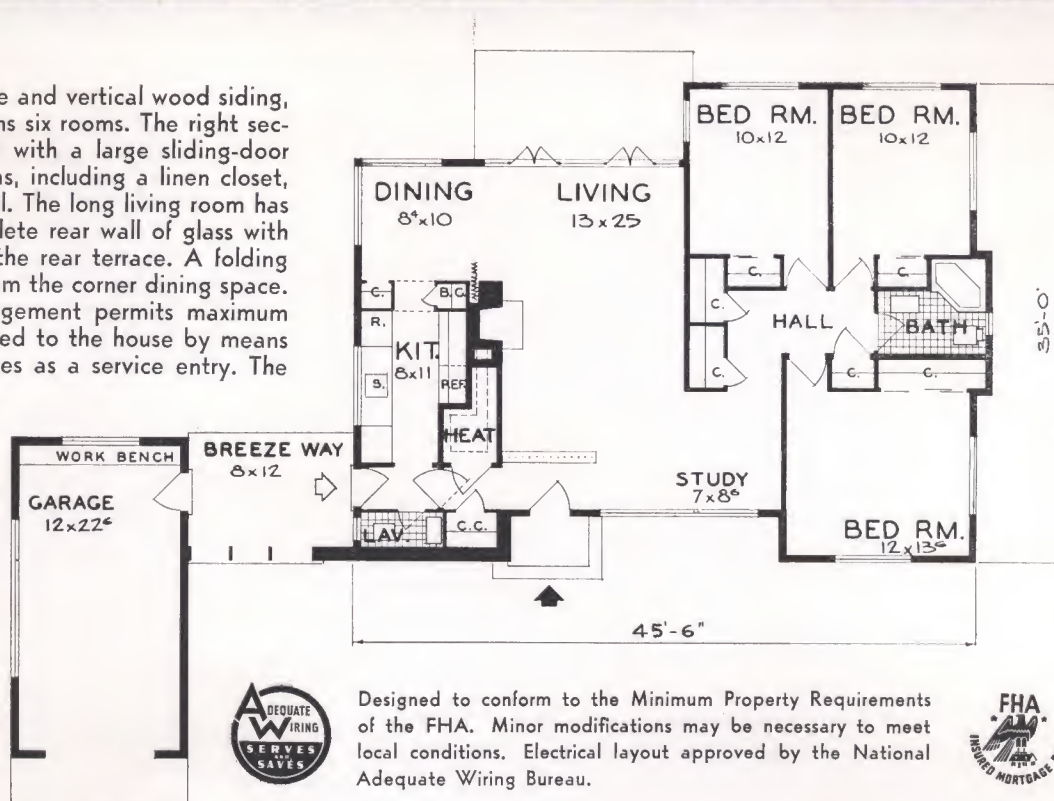 e and vertical wood siding,
ns six rooms. The right sec-
with a large sliding-door
ns, including a linen closet,
l. The long living room has
lete rear wall of glass with
the rear terrace. A folding
m the corner dining space.
gement permits maximum
ed to the house by means
es as a service entry. The
BED RM.
10x12
BED RM.
10x12
DINING
8⁴x10
LIVING
13 x 25
C.
C.
C.
B.C.
C.
R.
KIT.
8x11
HALL
BATH
35'-0"
S.
REF.
C.
C.
C.
HEAT
WORK BENCH
BREEZE WAY
8x12
GARAGE
12x22⁶
STUDY
7x8⁶
LAV.
C.C.
BED RM.
12x13⁶
45'-6"
ADEQUATE
WIRING
SERVES
AND
SAVES
Designed to conform to the Minimum Property Requirements
of the FHA. Minor modifications may be necessary to meet
local conditions. Electrical layout approved by the National
Adequate Wiring Bureau.
FHA
INSURED MORTGAGE